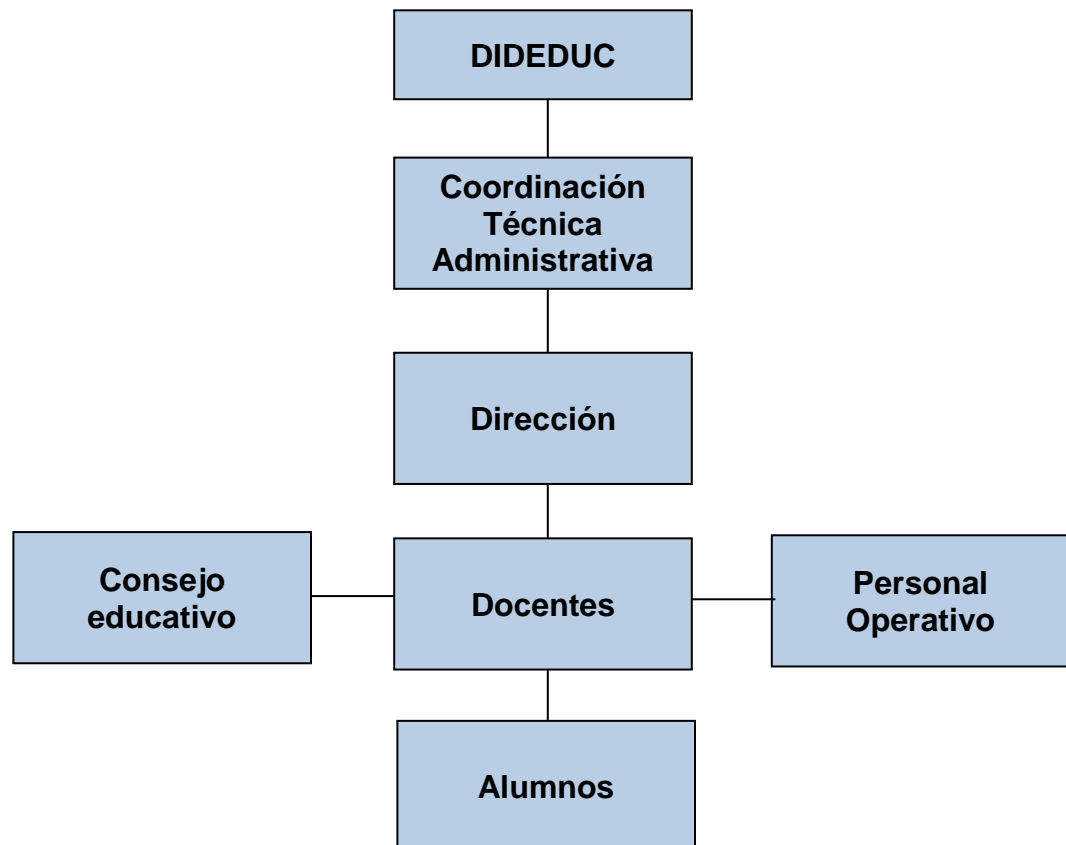 DIDEDUC
Coordinación
Técnica
Administrativa
Dirección
Consejo
educativo
Docentes
Personal
Operativo
Alumnos